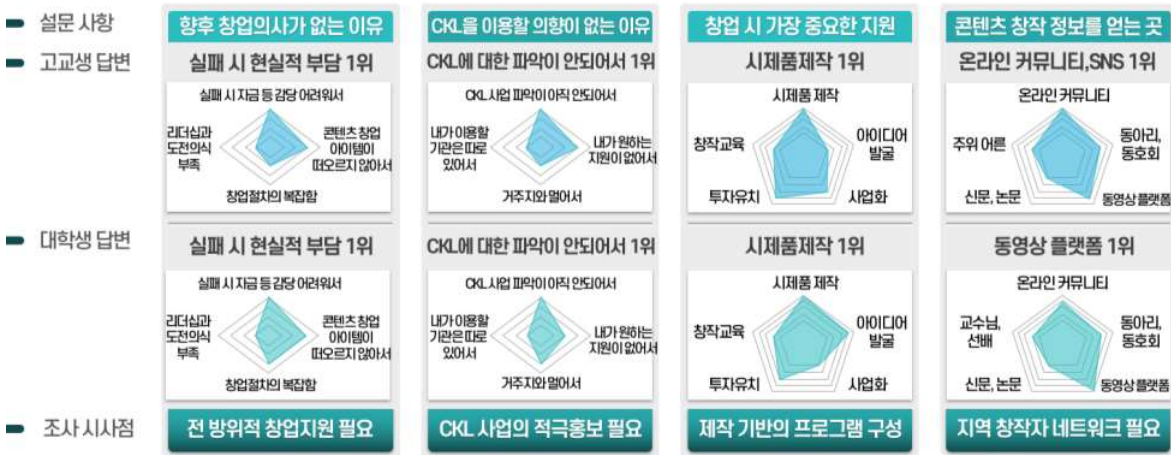 설문 사항
향후 창업의사가 없는 이유
CKL을 이용할 의향이 없는 이유
창업 시 가장 중요한 지원
콘텐츠 창작 정보를 얻는 곳
고교생 답변
실패 시 현실적 부담 1위
실패 시 자금 등 감당 어려워서
리더십과
도전의식
부족
콘텐츠 창업
아이템이
떠오르지 않아서
창업절차의 복잡함
CKL에 대한 파악이 안되어서 1위
CKL 사업 파악이 아직 안되어서
내가 이용할
기관은 따로
있어서
내가 원하는
지원이 없어서
거주지와 멀어서
시제품제작 1위
시제품 제작
창작교육
아이디어
발굴
투자유치
사업화
온라인 커뮤니티,SNS 1위
온라인 커뮤니티
주위 어른
동아리,
동호회
신문, 논문
동영상 플랫폼
대학생 답변
실패 시 현실적 부담 1위
실패 시 자금 등 감당 어려워서
리더십과
도전의식
부족
콘텐츠 창업
아이템이
떠오르지 않아서
창업절차의 복잡함
CKL에 대한 파악이 안되어서 1위
CKL 사업 파악이 아직 안되어서
내가 이용할
기관은 따로
있어서
내가 원하는
지원이 없어서
거주지와 멀어서
시제품제작 1위
시제품 제작
창작교육
아이디어
발굴
투자유치
사업화
동영상 플랫폼 1위
온라인 커뮤니티
교수님,
선배
동아리,
동호회
신문, 논문
동영상 플랫폼
조사 시사점
전 방위적 창업지원 필요
CKL 사업의 적극홍보 필요
제작 기반의 프로그램 구성
지역 창작자 네트워크 필요